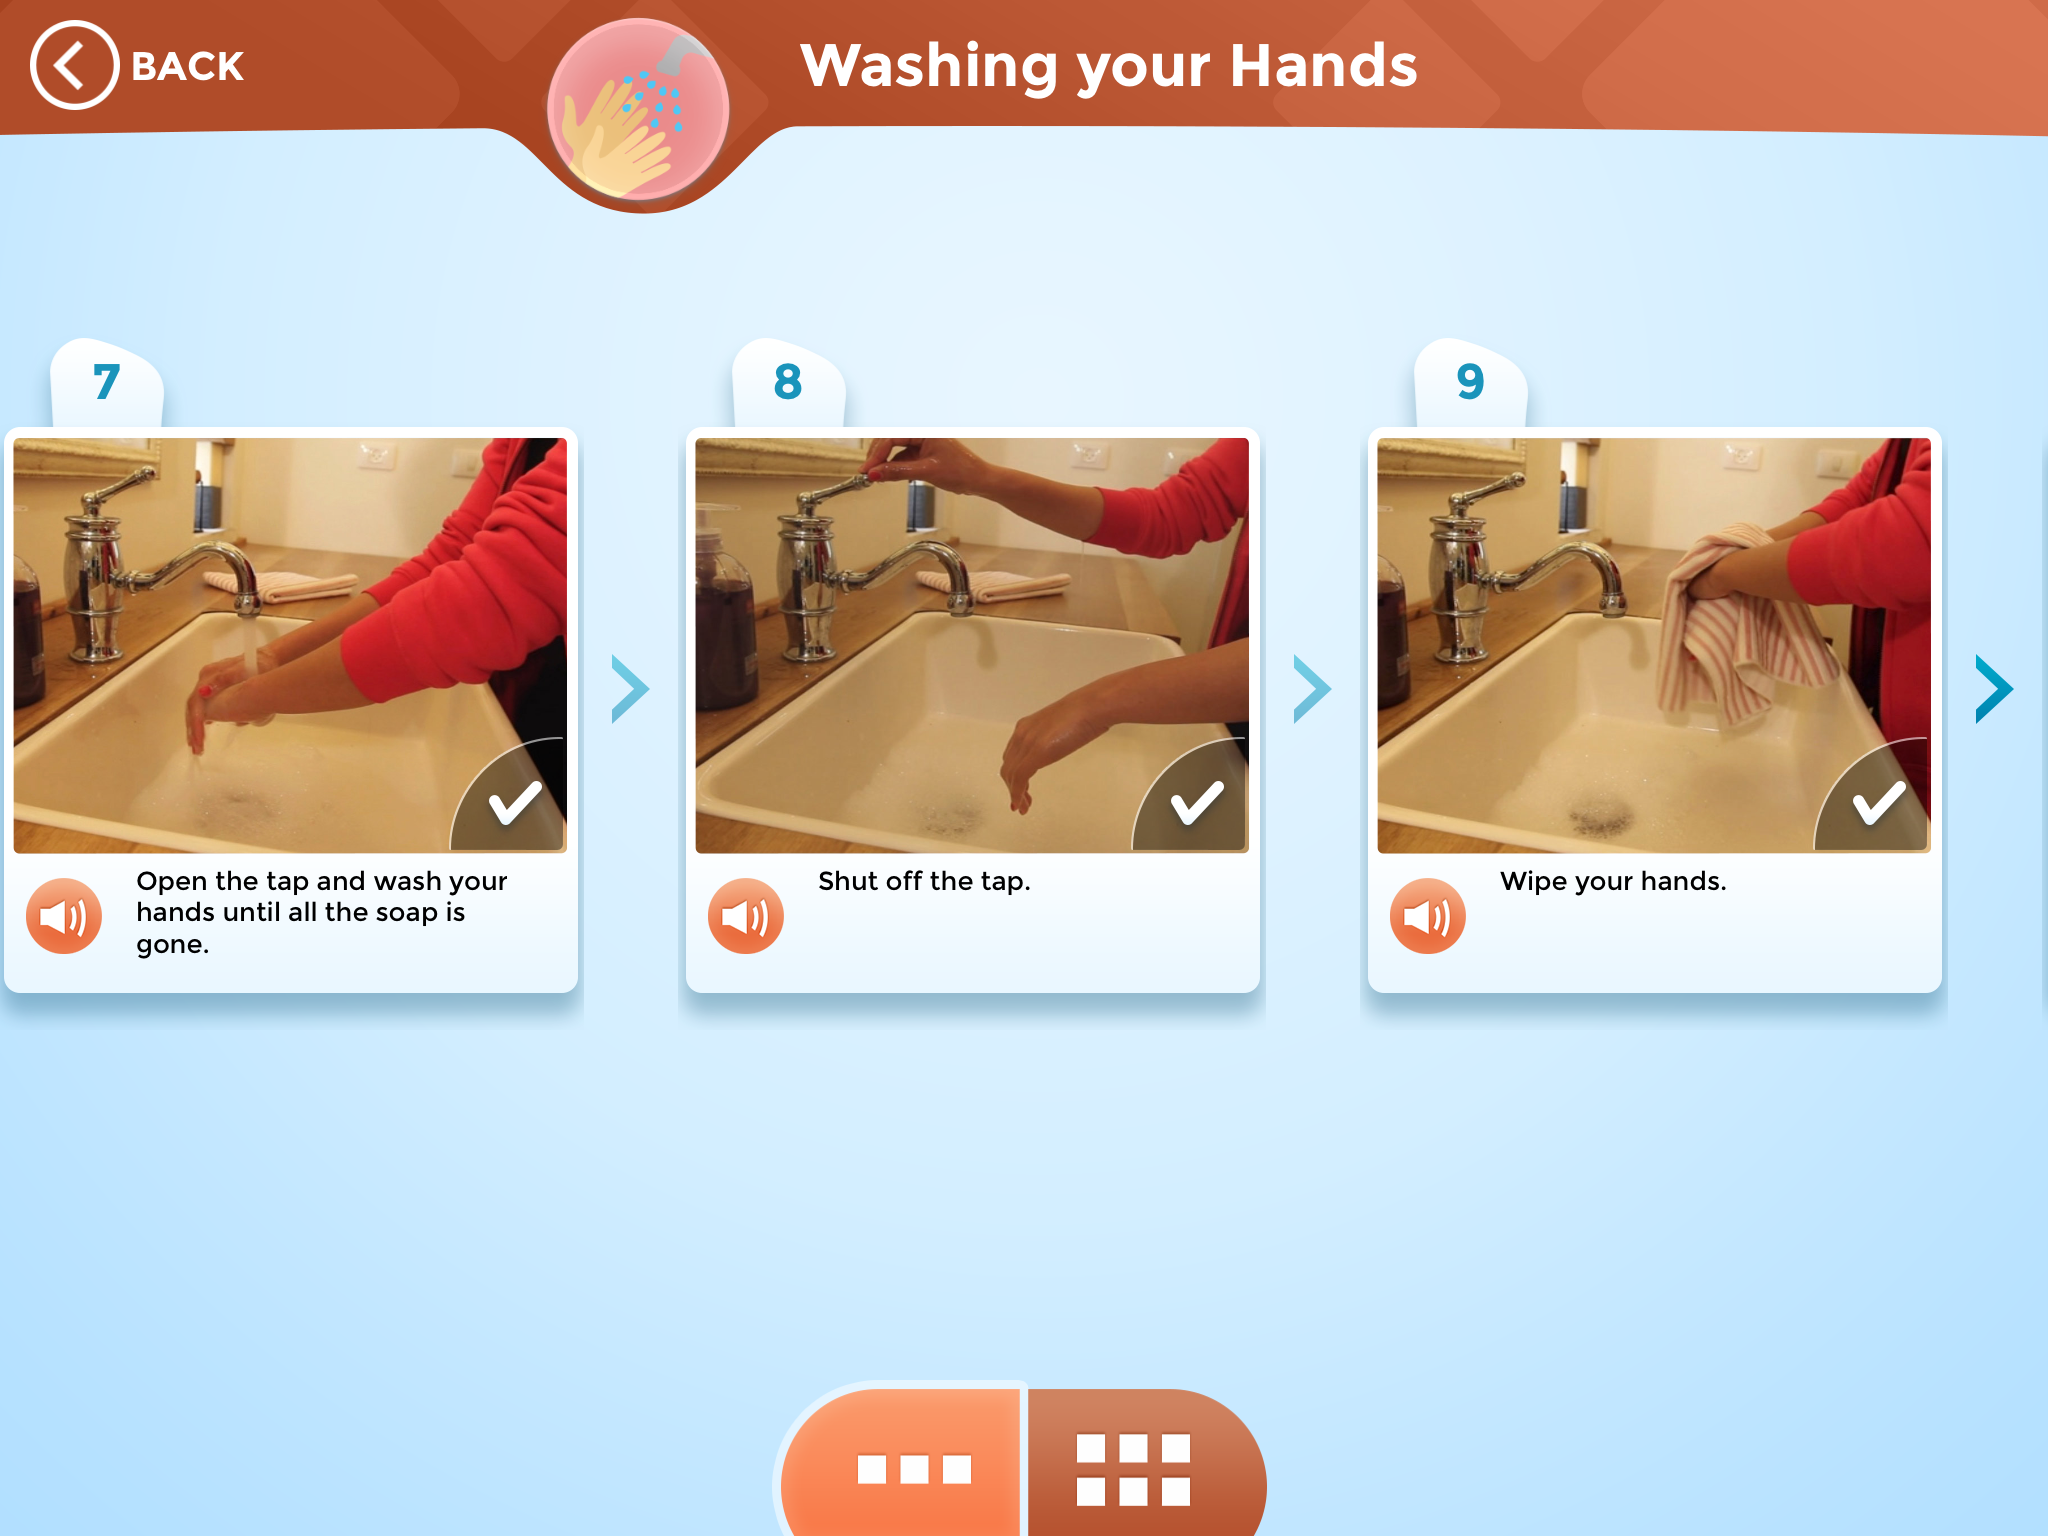 BACK
Washing your Hands
7
8
9
Open the tap and wash your
hands until all the soap is
gone.
Shut off the tap.
Wipe your hands.